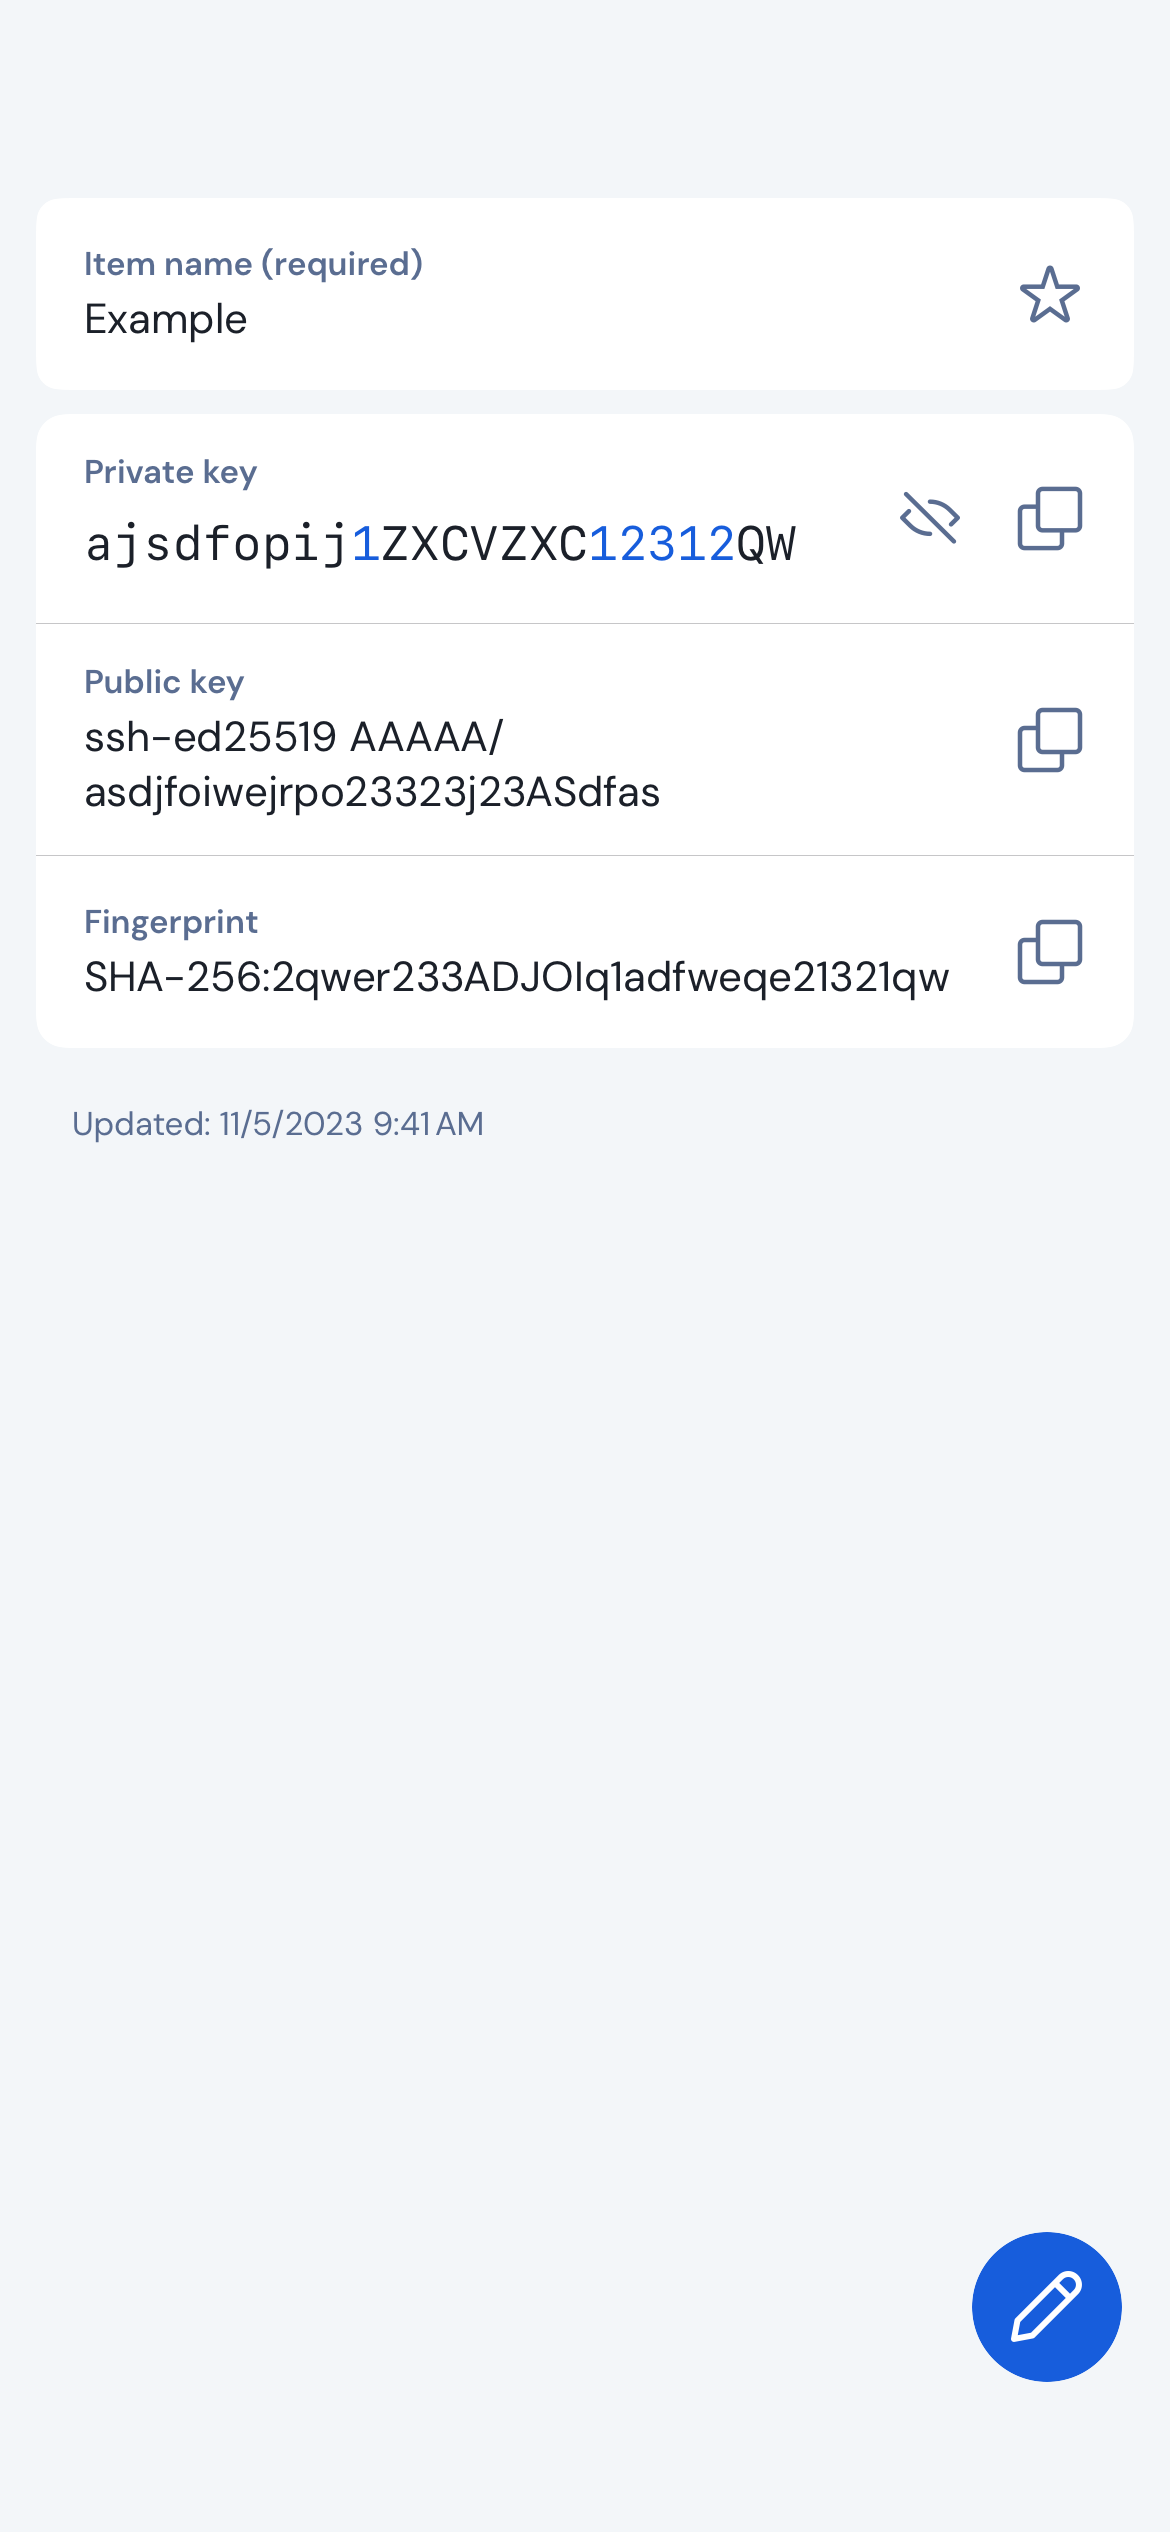 Item name (required)
Example
Private key
ajsdfopij1ZXCVZXC12312QW
Public key
ssh-ed25519 AAAAA/
asdjfoiwejrpo23323j23ASdfas
Fingerprint
SHA-256:2qwer233ADJOIq1adfweqe21321qw
Updated: 11/5/2023 9:41 AM